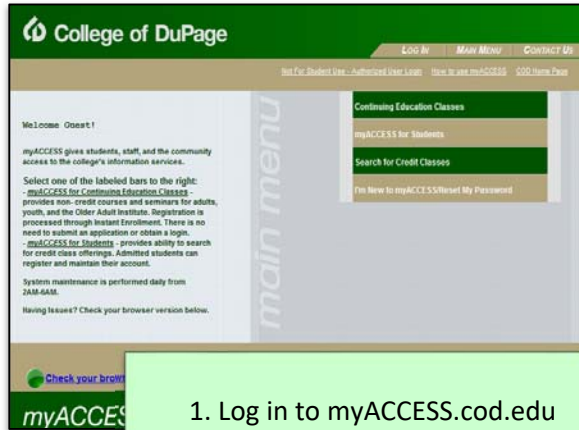 College of DuPage
LOG IN MAIN MENU CONTACT US
Not For Student Use - Authorized User Login How to use myACCESS COD Home Page
main menu
Welcome Guest!
myACCESS gives students, staff, and the community
access to the college's information services.
Select one of the labeled bars to the right:
- myACCESS for Continuing Education Classes -
provides non- credit courses and seminars for adults,
youth, and the Older Adult Institute. Registration is
processed through Instant Enrollment. There is no
need to submit an application or obtain a login.
- myACCESS for Students - provides ability to search
for credit class offerings. Admitted students can
register and maintain their account.
System maintenance is performed daily from
2AM-6AM.
Having Issues? Check your browser version below.
Continuing Education Classes
myACCESS for Students
Search for Credit Classes
I'm New to myACCESS/Reset My Password
Check your brow
myACCES
1. Log in to myACCESS.cod.edu